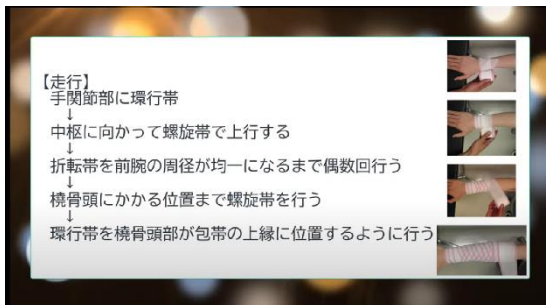 【走行】
手関節部に環行帯
↓
中枢に向かって螺旋帯で上行する
↓
折転帯を前腕の周径が均一になるまで偶数回行う
↓
橈骨頭にかかる位置まで螺旋帯を行う
↓
環行帯を橈骨頭部が包帯の上縁に位置するように行う